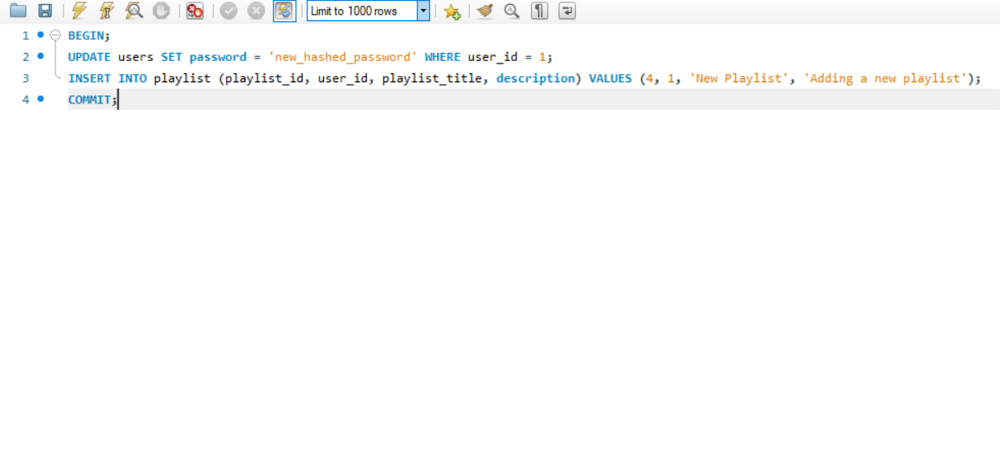 Limit to 1000 rows
1 BEGIN;
2 UPDATE users SET password = 'new_hashed_password' WHERE user_id = 1;
3 INSERT INTO playlist (playlist_id, user_id, playlist_title, description) VALUES (4, 1, 'New Playlist', 'Adding a new playlist');
4 COMMIT;